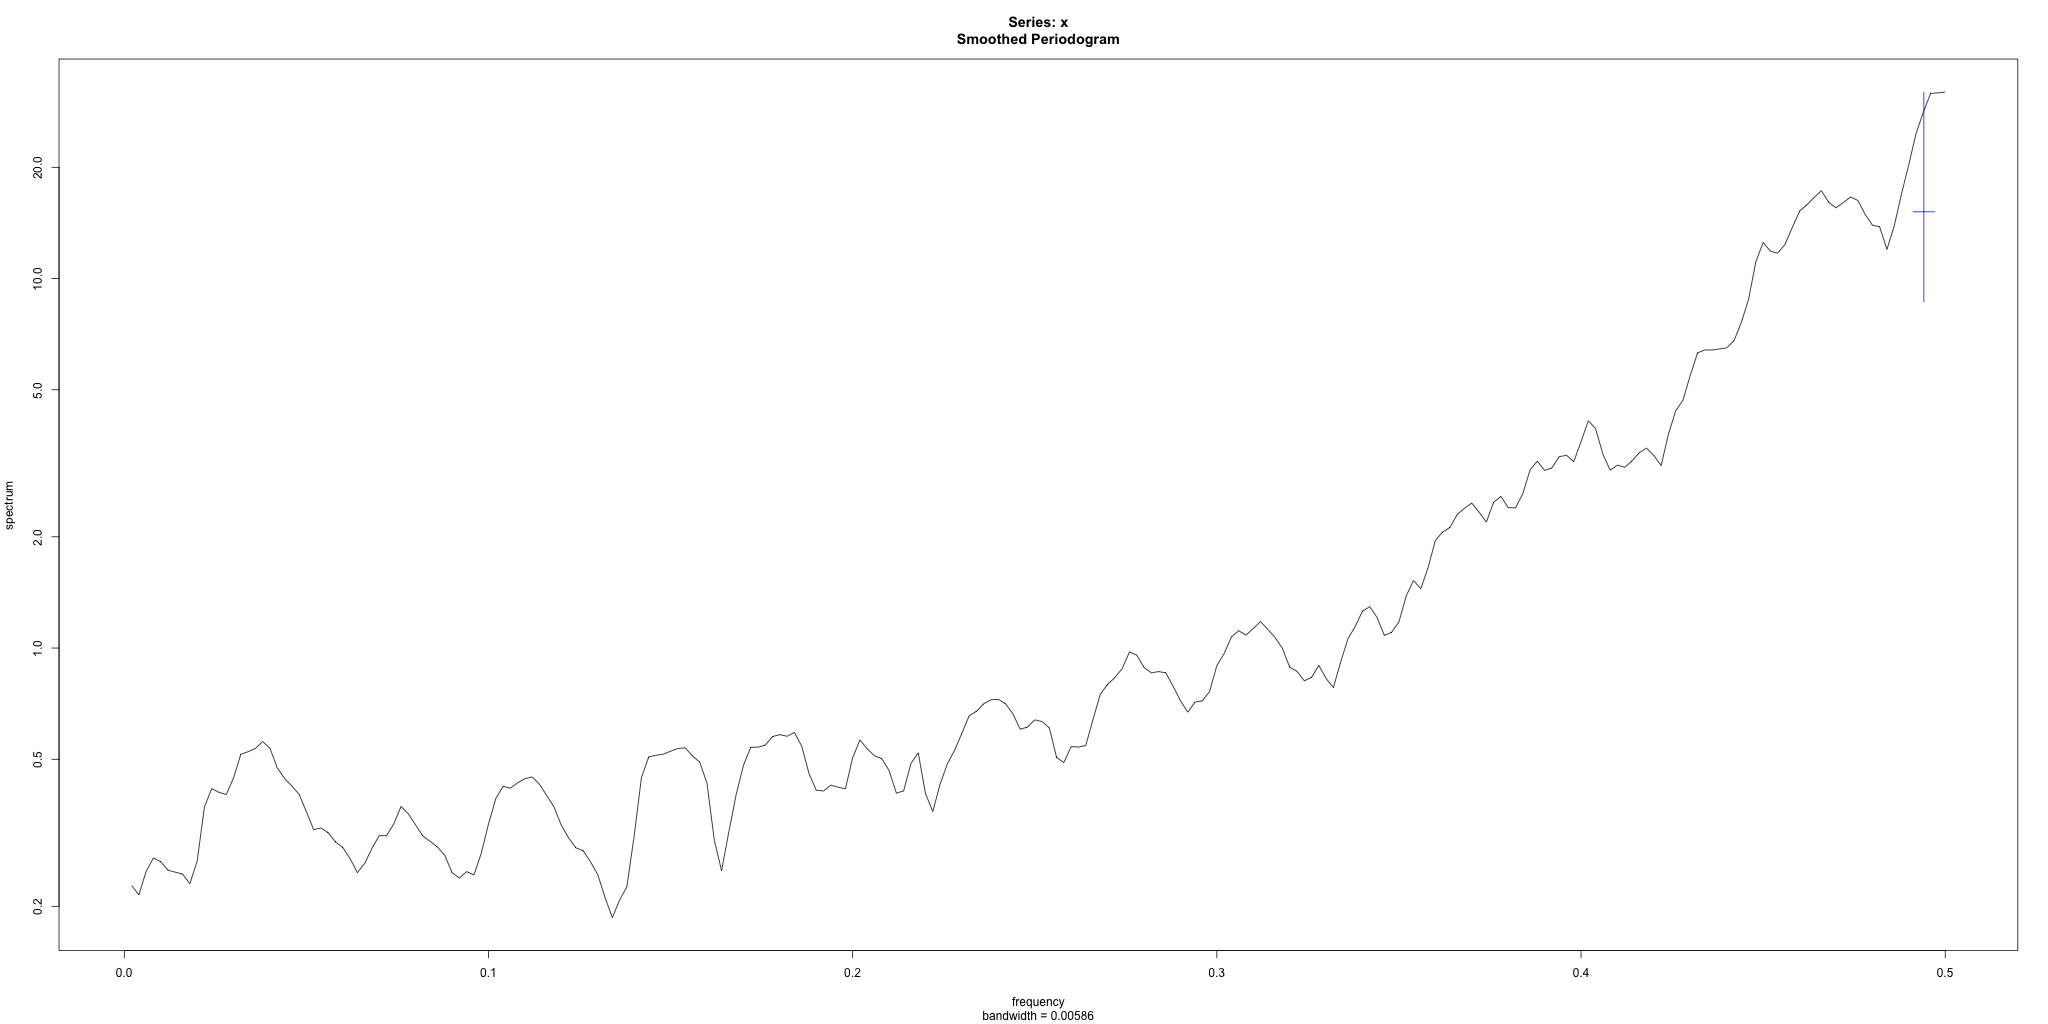 Series: x
Smoothed Periodogram
spectrum
20.0
10.0
5.0
2.0
1.0
0.5
0.2
0.0 0.1 0.2 0.3 0.4 0.5
frequency
bandwidth = 0.00586